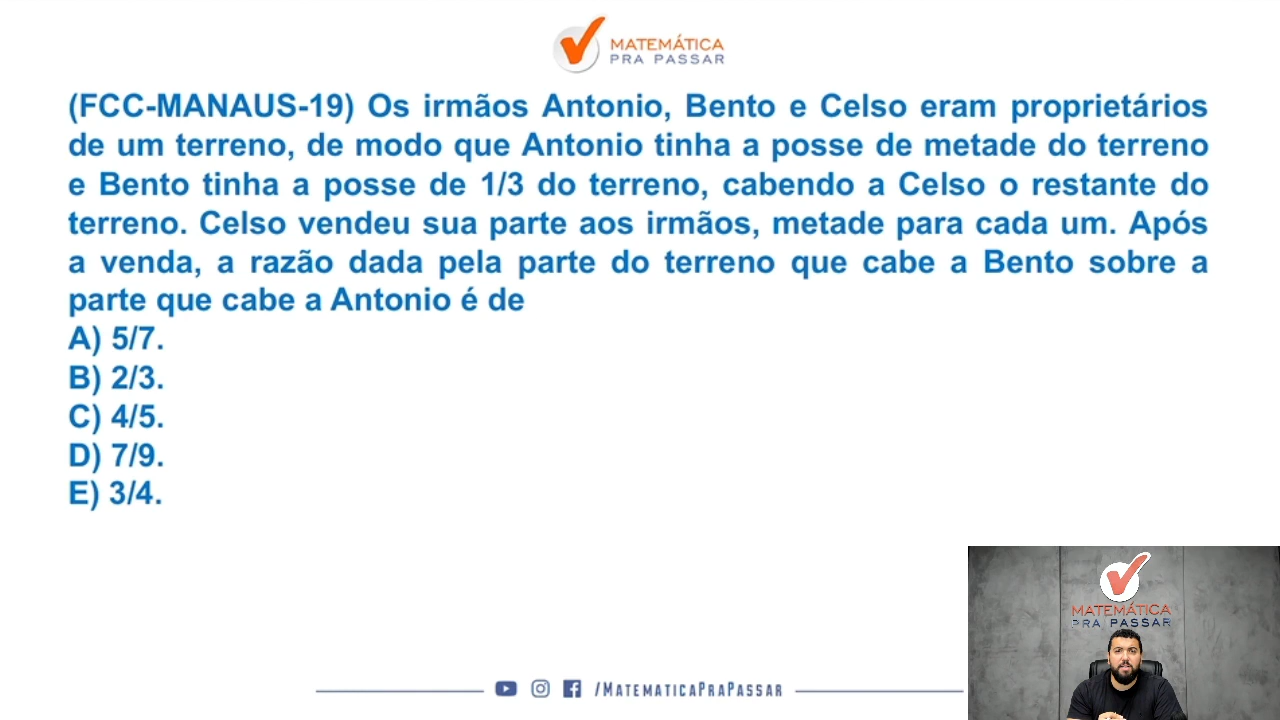 MATEMÁTICA
PRA PASSAR
(FCC-MANAUS-19) Os irmãos Antonio, Bento e Celso eram proprietários
de um terreno, de modo que Antonio tinha a posse de metade do terreno
e Bento tinha a posse de 1/3 do terreno, cabendo a Celso o restante do
terreno. Celso vendeu sua parte aos irmãos, metade para cada um. Após
a venda, a razão dada pela parte do terreno que cabe a Bento sobre a
parte que cabe a Antonio é de
A) 5/7.
B) 2/3.
C) 4/5.
D) 7/9.
E) 3/4.
MATEMÁTICA
PRA PASSAR
/MATEMATICAPRAPASSAR